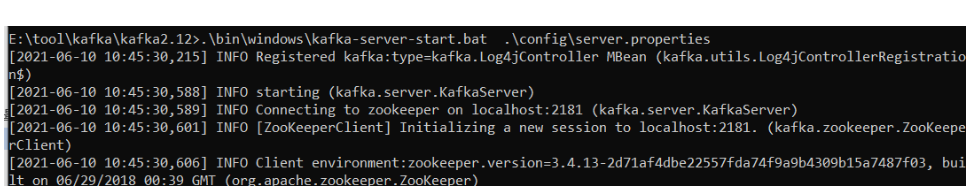 E:\tool\kafka\kafka2.12>.\bin\windows\kafka-server-start.bat  .\config\server.properties
[2021-06-10 10:45:30,215] INFO Registered kafka:type=kafka.Log4jController MBean (kafka.utils.Log4jControllerRegistratio
n$)
[2021-06-10 10:45:30,588] INFO starting (kafka.server.KafkaServer)
[2021-06-10 10:45:30,589] INFO Connecting to zookeeper on localhost:2181 (kafka.server.KafkaServer)
[2021-06-10 10:45:30,601] INFO [ZooKeeperClient] Initializing a new session to localhost:2181. (kafka.zookeeper.ZooKeepe
rClient)
[2021-06-10 10:45:30,606] INFO Client environment:zookeeper.version=3.4.13-2d71af4dbe22557fda74f9a9b4309b15a7487f03, bui
lt on 06/29/2018 00:39 GMT (org.apache.zookeeper.ZooKeeper)